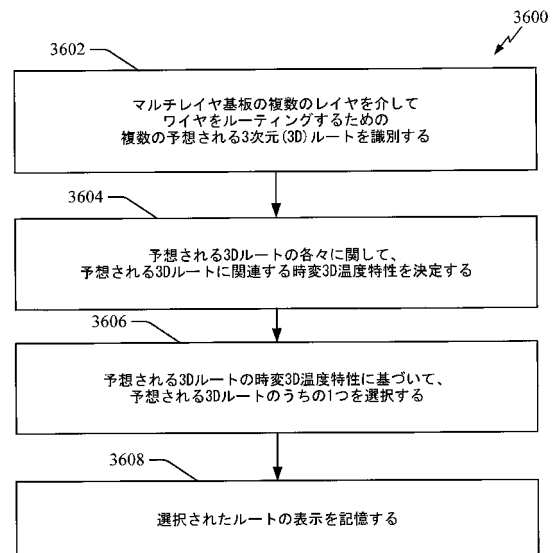 3600
3602
マルチレイヤ基板の複数のレイヤを介して
ワイヤをルーティングするための
複数の予想される3次元(3D)ルートを識別する
3604
予想される3Dルートの各々に関して、
予想される3Dルートに関連する時変3D温度特性を決定する
3606
予想される3Dルートの時変3D温度特性に基づいて、
予想される3Dルートのうちの1つを選択する
3608
選択されたルートの表示を記憶する